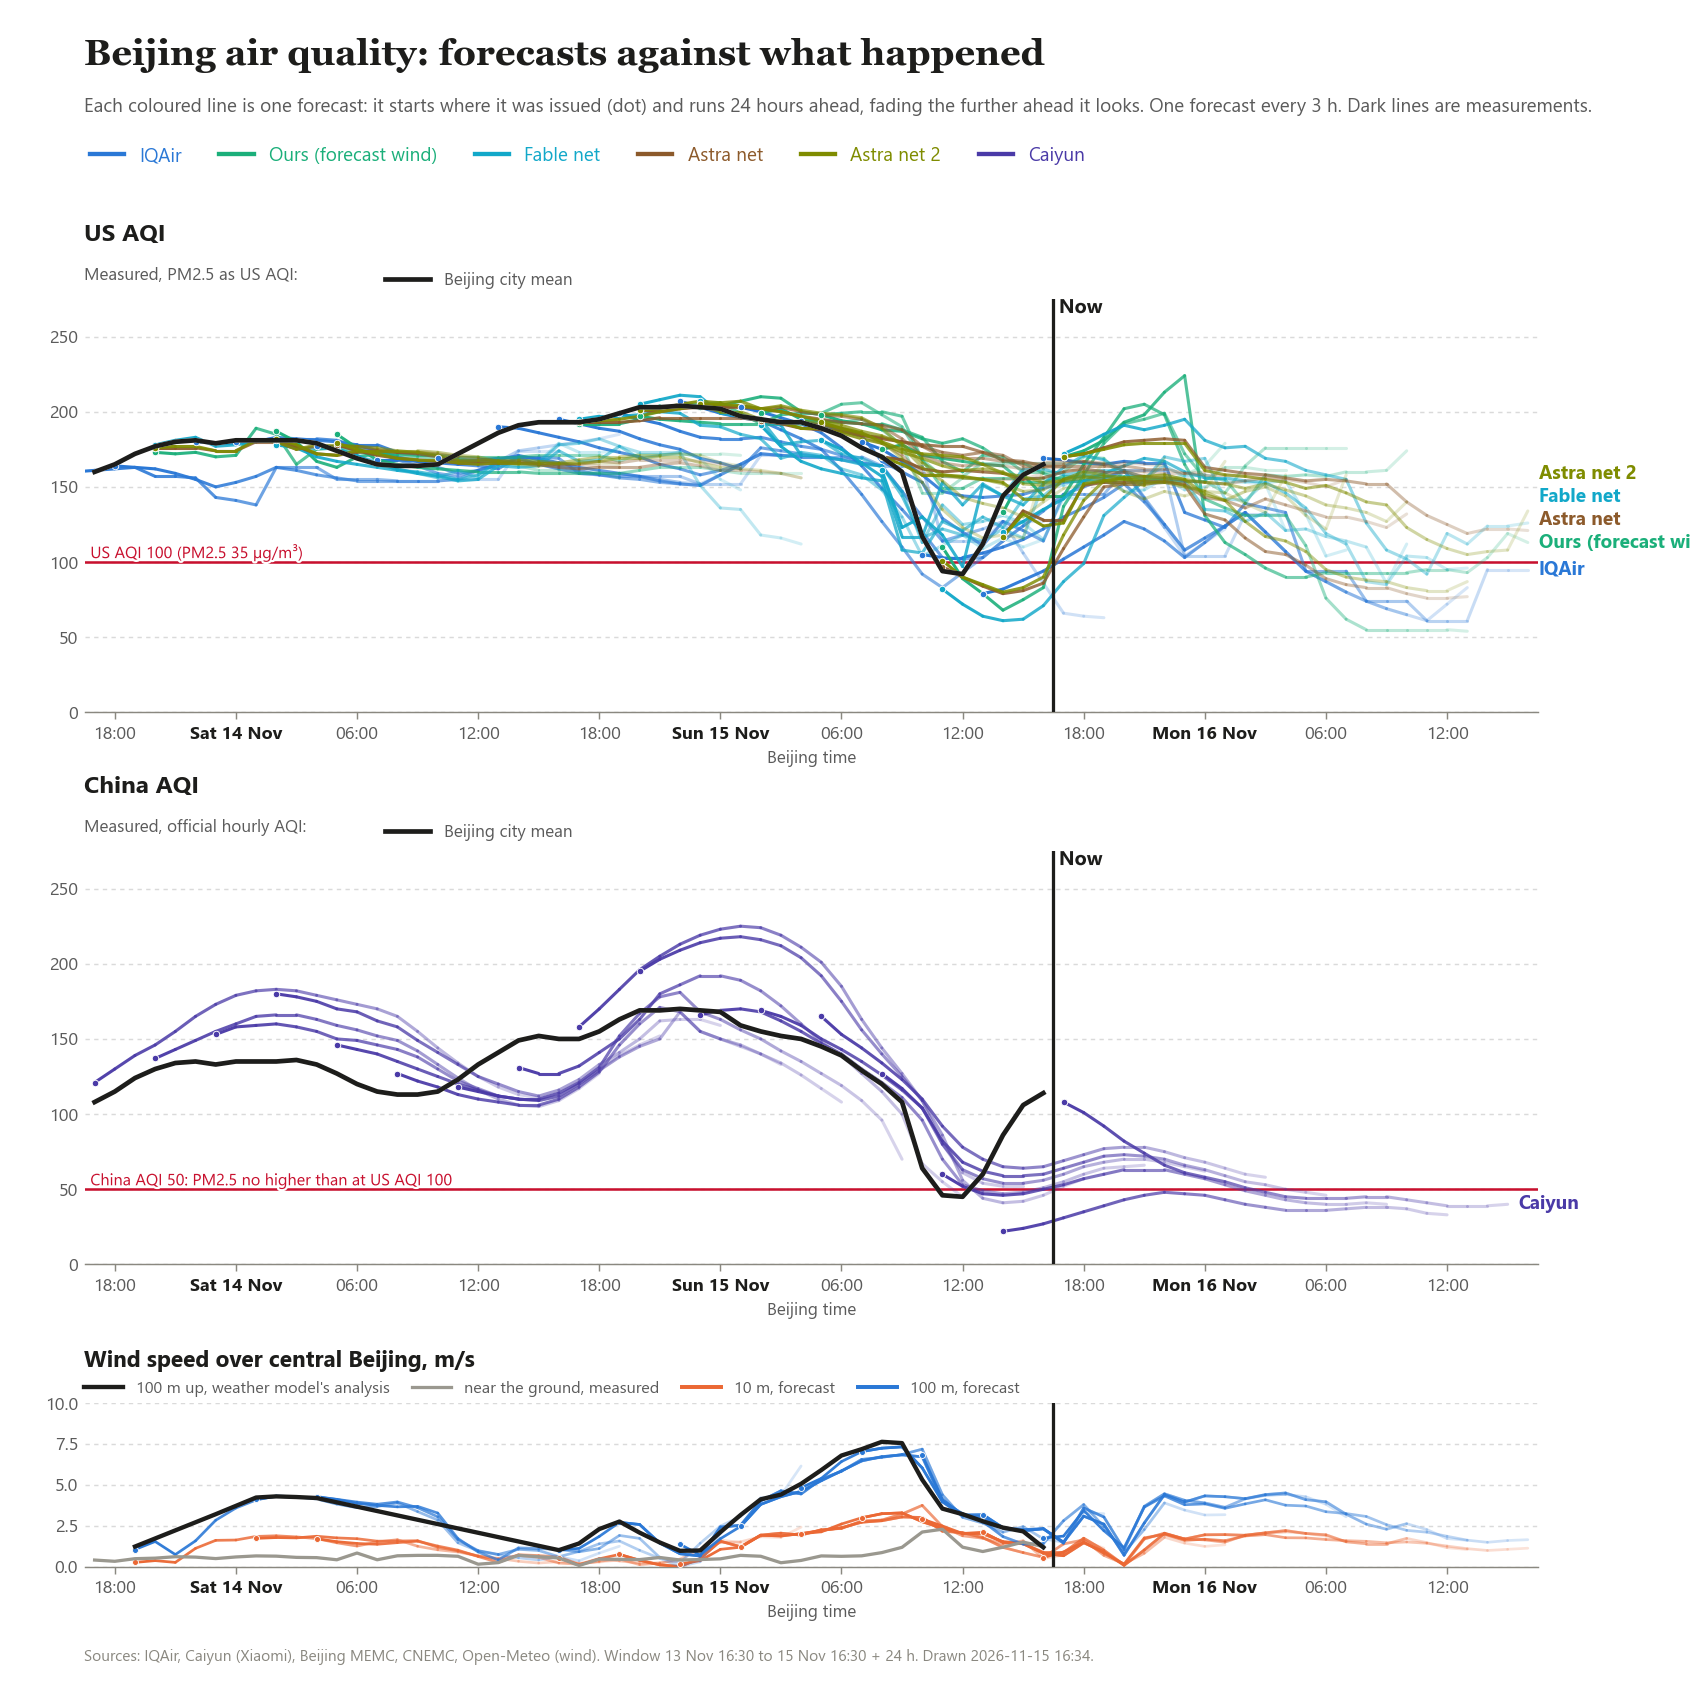 Beijing air quality: forecasts against what happened
Each coloured line is one forecast: it starts where it was issued (dot) and runs 24 hours ahead, fading the further ahead it looks. One forecast every 3 h. Dark lines are measurements.
IQAir Ours (forecast wind) Fable net Astra net Astra net 2 Caiyun
US AQI
Measured, PM2.5 as US AQI: Beijing city mean
Now
250
200
150
100
50
0
US AQI 100 (PM2.5 35 µg/m³)
Astra net 2
Fable net
Astra net
Ours (forecast wi
IQAir
18:00 Sat 14 Nov 06:00 12:00 18:00 Sun 15 Nov 06:00 12:00 18:00 Mon 16 Nov 06:00 12:00
Beijing time
China AQI
Measured, official hourly AQI: Beijing city mean
Now
250
200
150
100
50
0
China AQI 50: PM2.5 no higher than at US AQI 100
Caiyun
18:00 Sat 14 Nov 06:00 12:00 18:00 Sun 15 Nov 06:00 12:00 18:00 Mon 16 Nov 06:00 12:00
Beijing time
Wind speed over central Beijing, m/s
100 m up, weather model's analysis near the ground, measured 10 m, forecast 100 m, forecast
10.0
7.5
5.0
2.5
0.0
18:00 Sat 14 Nov 06:00 12:00 18:00 Sun 15 Nov 06:00 12:00 18:00 Mon 16 Nov 06:00 12:00
Beijing time
Sources: IQAir, Caiyun (Xiaomi), Beijing MEMC, CNEMC, Open-Meteo (wind). Window 13 Nov 16:30 to 15 Nov 16:30 + 24 h. Drawn 2026-11-15 16:34.